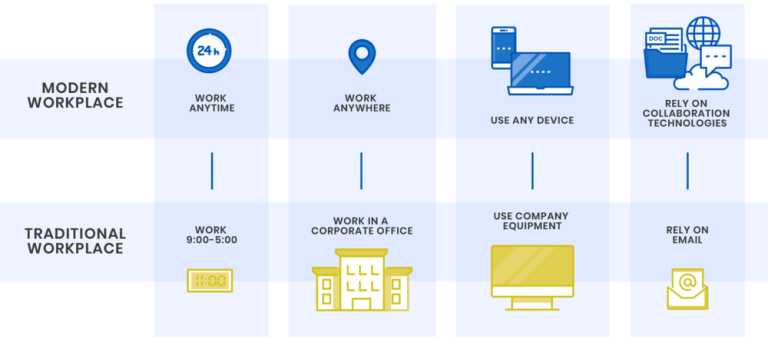 24h
DOC
MODERN
WORKPLACE
WORK
ANYTIME
WORK
ANYWHERE
USE ANY DEVICE
RELY ON
COLLABORATION
TECHNOLOGIES
TRADITIONAL
WORKPLACE
WORK
9:00-5:00
WORK IN A
CORPORATE OFFICE
USE COMPANY
EQUIPMENT
RELY ON
EMAIL
11:00
@